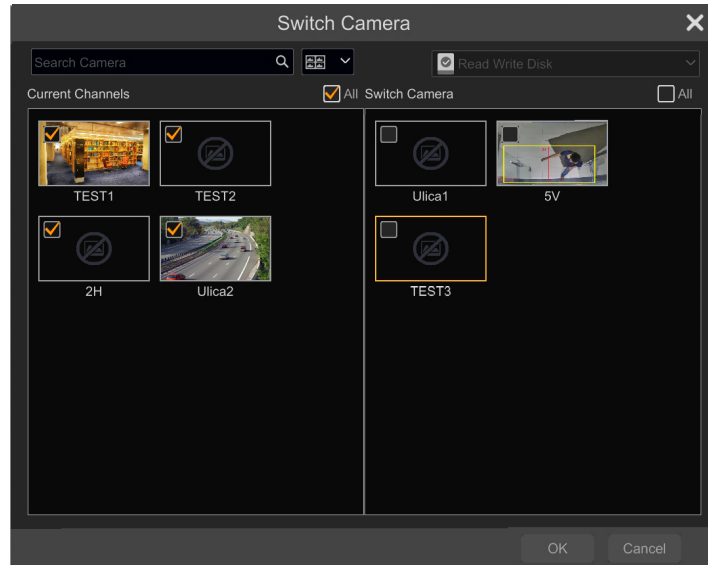 Switch Camera
Search Camera
Read Write Disk
Current Channels
All
Switch Camera
All
TEST1
TEST2
Ulica1
5V
2H
Ulica2
TEST3
OK
Cancel